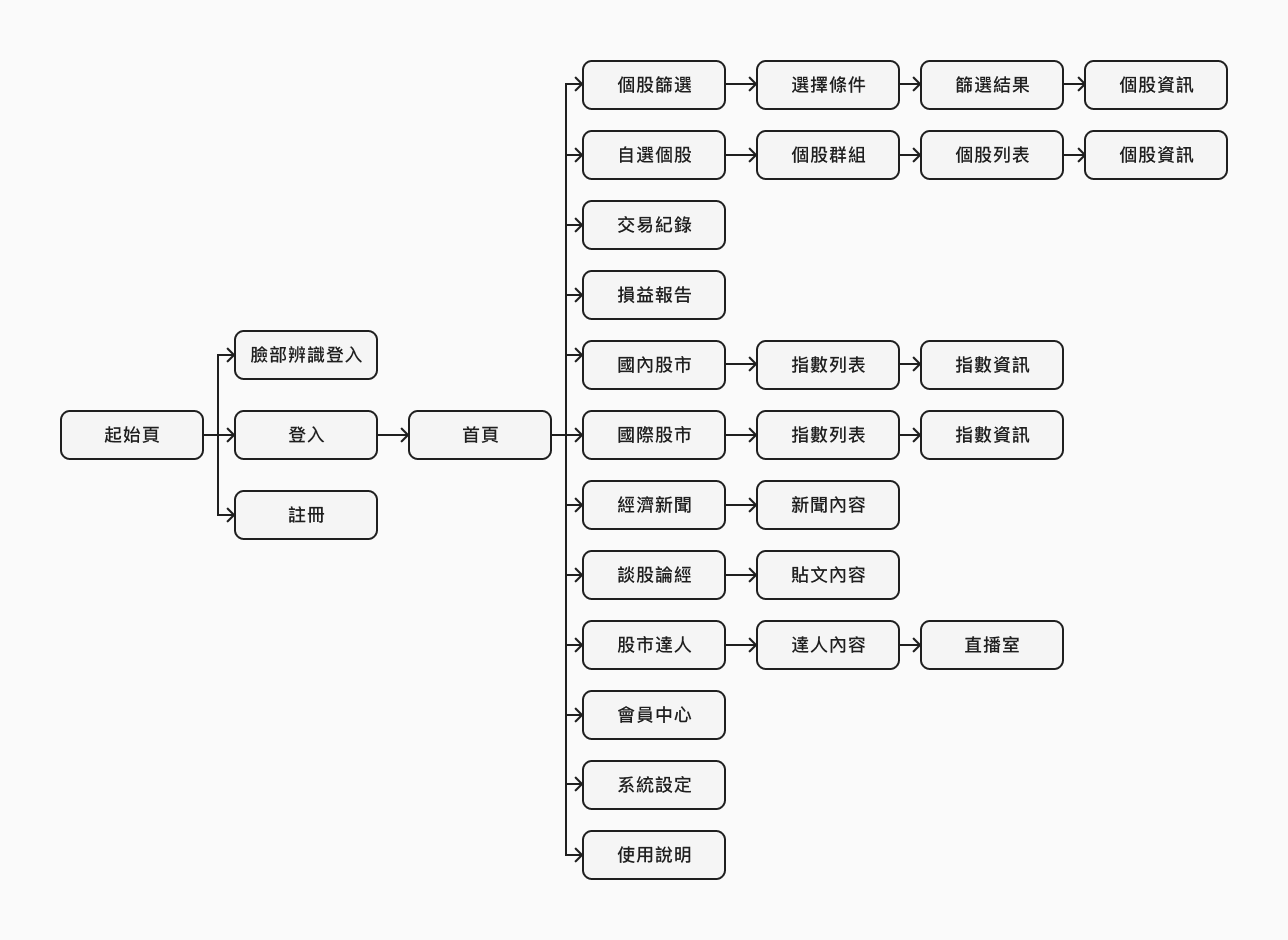 個股篩選
選擇條件
篩選結果
個股資訊
自選個股
個股群組
個股列表
個股資訊
交易紀錄
損益報告
臉部辨識登入
國內股市
指數列表
指數資訊
起始頁
登入
首頁
國際股市
指數列表
指數資訊
註冊
經濟新聞
新聞內容
談股論經
貼文內容
股市達人
達人內容
直播室
會員中心
系統設定
使用說明